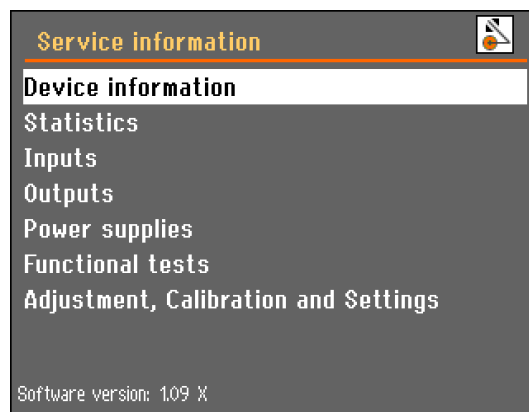 Service information
Device information
Statistics
Inputs
Outputs
Power supplies
Functional tests
Adjustment, Calibration and Settings
Software version: 1.09 X